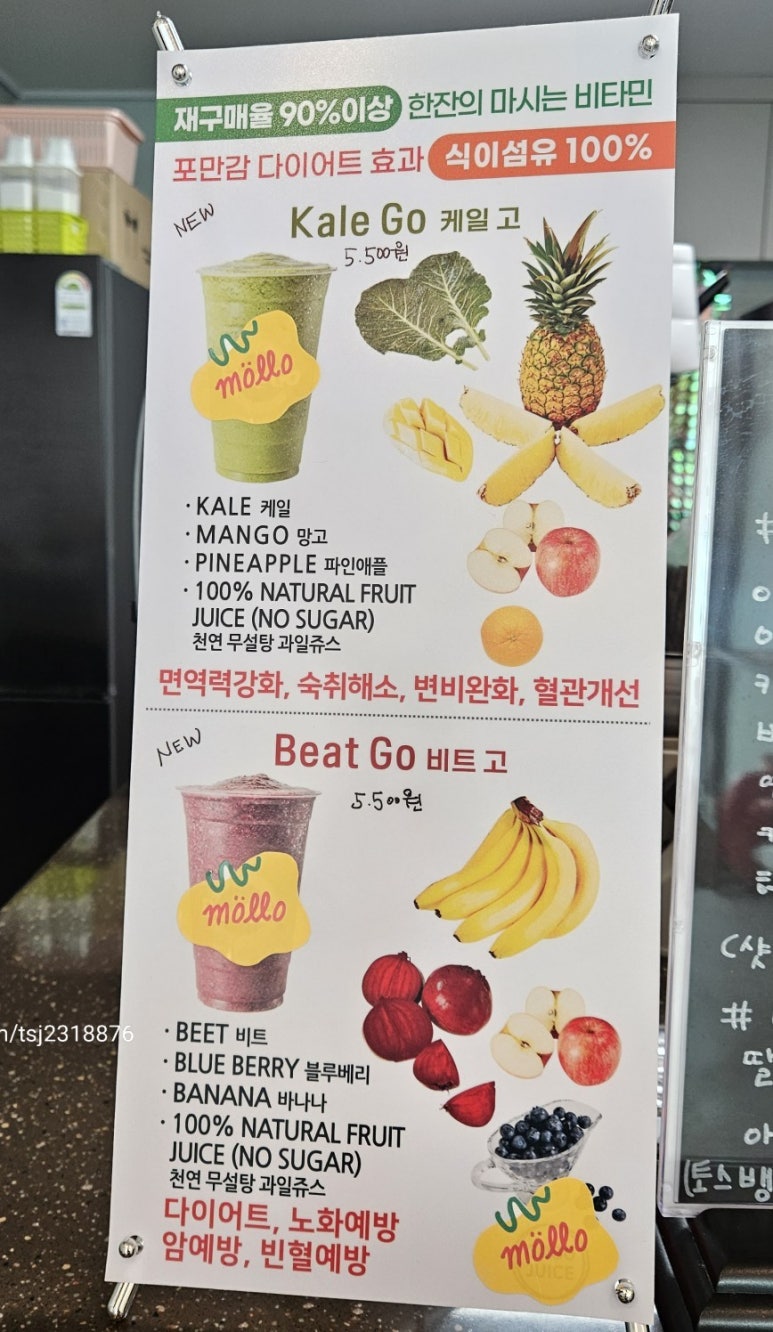 재구매율 90%이상 한잔의 마시는 비타민
포만감 다이어트 효과 식이섬유 100%
NEW
Kale Go 케일 고
5.500원
möllo
· KALE 케일
· MANGO 망고
· PINEAPPLE 파인애플
· 100% NATURAL FRUIT
JUICE (NO SUGAR)
천연 무설탕 과일쥬스
면역력강화, 숙취해소, 변비완화, 혈관개선
NEW
Beat Go 비트 고
5.500원
möllo
· BEET 비트
· BLUE BERRY 블루베리
· BANANA 바나나
· 100% NATURAL FRUIT
JUICE (NO SUGAR)
천연 무설탕 과일쥬스
다이어트, 노화예방
암예방, 빈혈예방
möllo
JUICE
/tsj2318876
#
(샷
#
(토스뱅